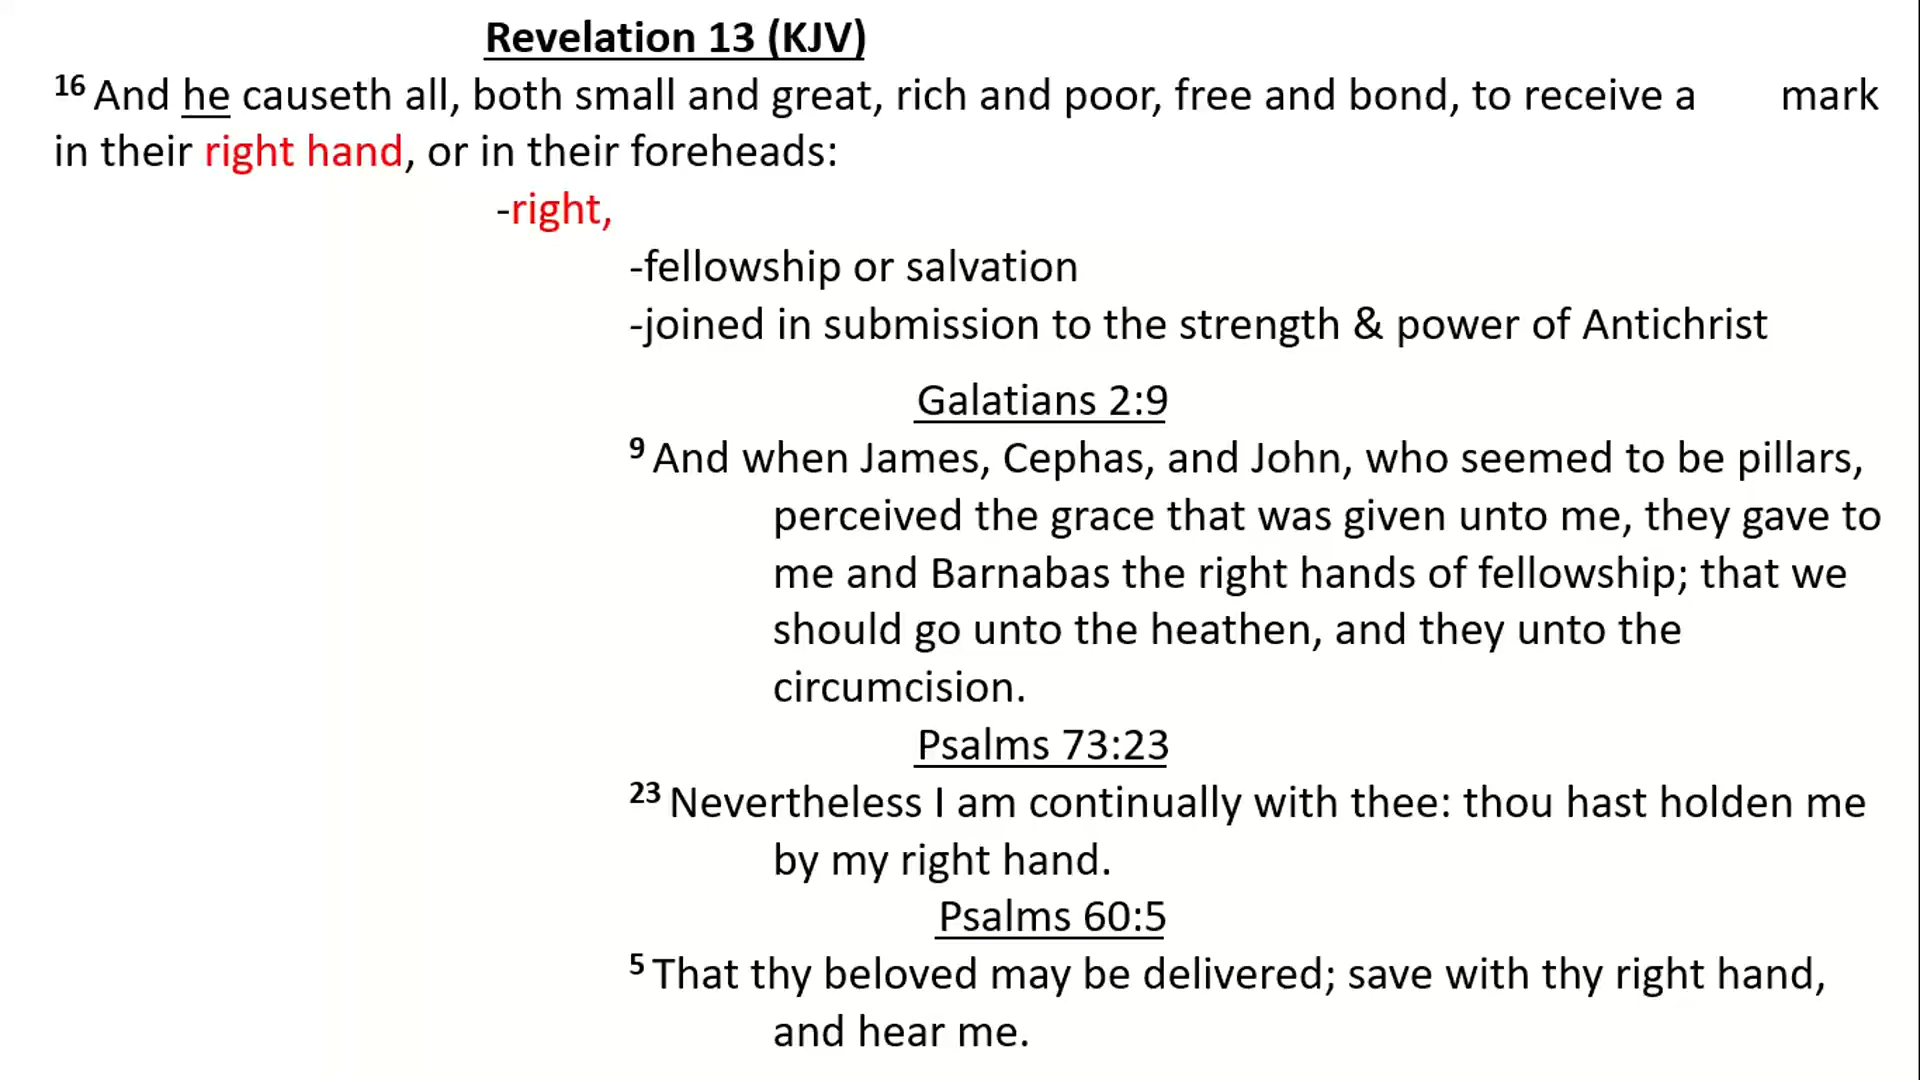 Revelation 13 (KJV)
16 And he causeth all, both small and great, rich and poor, free and bond, to receive a mark
in their right hand, or in their foreheads:
-right,
-fellowship or salvation
-joined in submission to the strength & power of Antichrist
Galatians 2:9
9 And when James, Cephas, and John, who seemed to be pillars,
perceived the grace that was given unto me, they gave to
me and Barnabas the right hands of fellowship; that we
should go unto the heathen, and they unto the
circumcision.
Psalms 73:23
23 Nevertheless I am continually with thee: thou hast holden me
by my right hand.
Psalms 60:5
5 That thy beloved may be delivered; save with thy right hand,
and hear me.